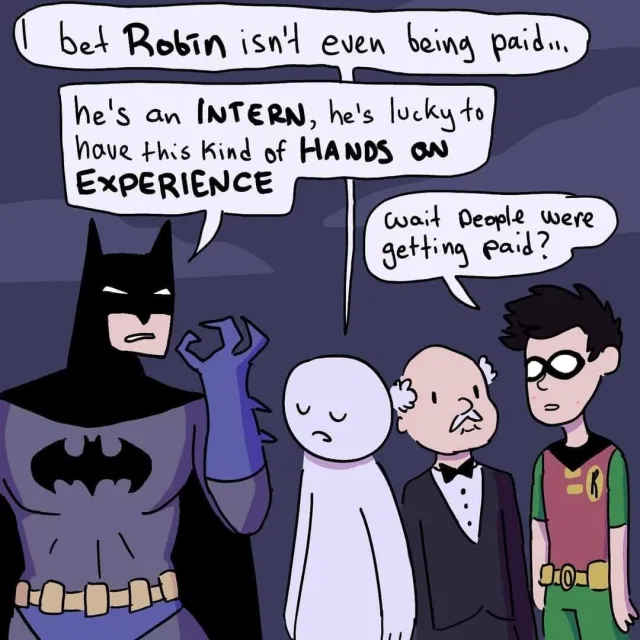 I bet Robin isn't even being paid...
he's an INTERN, he's lucky to
have this kind of HANDS ON
EXPERIENCE
wait people were
getting paid?
R